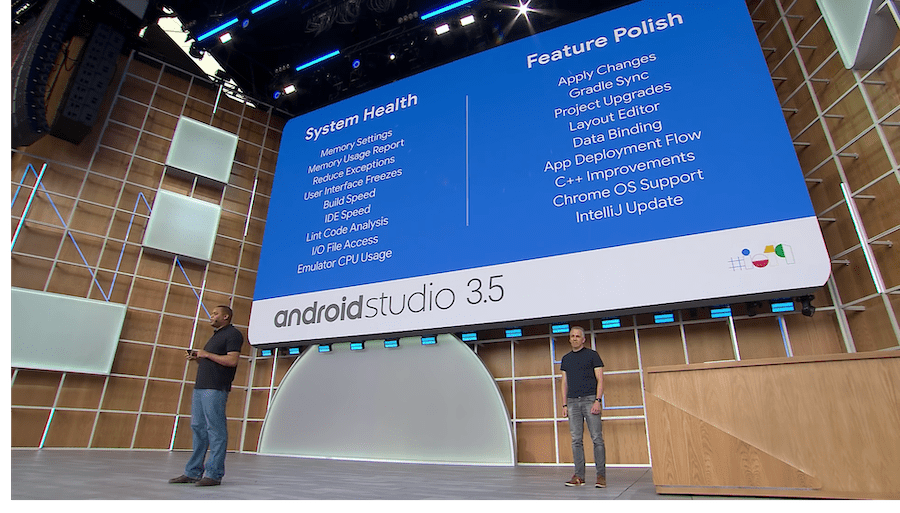 System Health
Memory Settings
Memory Usage Report
Reduce Exceptions
User Interface Freezes
Build Speed
IDE Speed
Lint Code Analysis
I/O File Access
Emulator CPU Usage
Feature Polish
Apply Changes
Gradle Sync
Project Upgrades
Layout Editor
Data Binding
App Deployment Flow
C++ Improvements
Chrome OS Support
IntelliJ Update
androidstudio 3.5